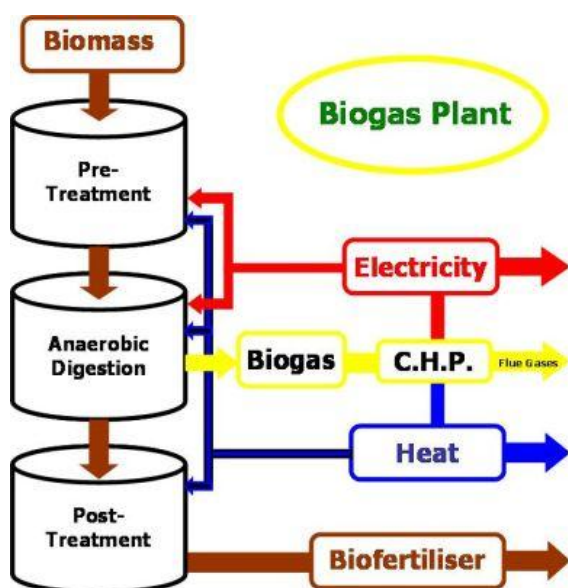 Biomass
Biogas Plant
Pre-
Treatment
Electricity
Anaerobic
Digestion
Biogas
C.H.P.
Flue Gases
Heat
Post-
Treatment
Biofertiliser